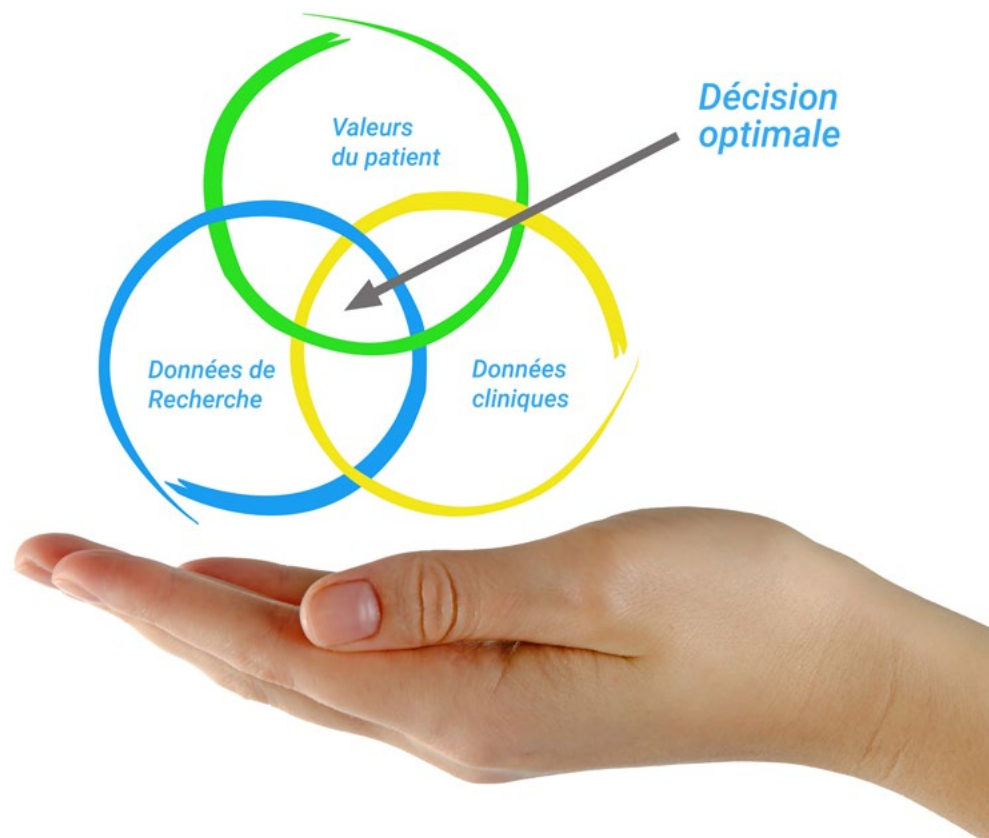 Décision
optimale
Valeurs
du patient
Données de
Recherche
Données
cliniques